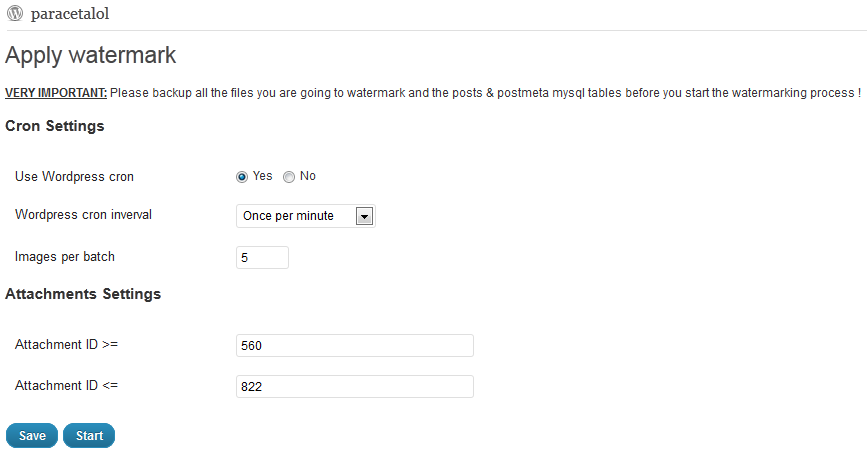 paracetalol
Apply watermark
VERY IMPORTANT: Please backup all the files you are going to watermark and the posts & postmeta mysql tables before you start the watermarking process !
Cron Settings
Use Wordpress cron Yes No
Wordpress cron inverval Once per minute
Images per batch 5
Attachments Settings
Attachment ID >= 560
Attachment ID <= 822
Save Start